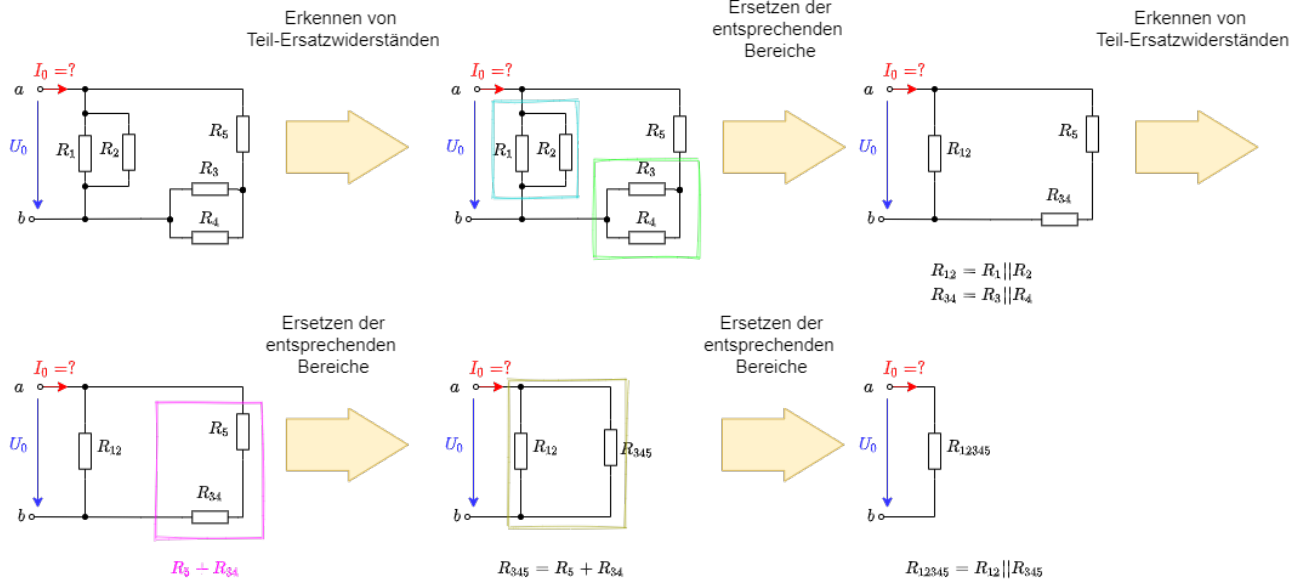 Erkennen von
Teil-Ersatzwiderständen
Ersetzen der
entsprechenden
Bereiche
Erkennen von
Teil-Ersatzwiderständen
I₀ =?
a
U₀
R₁
R₂
R₅
R₃
R₄
b
I₀ =?
a
U₀
R₁
R₂
R₅
R₃
R₄
b
I₀ =?
a
U₀
R₁₂
R₅
R₃₄
b
R₁₂ = R₁||R₂
R₃₄ = R₃||R₄
Ersetzen der
entsprechenden
Bereiche
Ersetzen der
entsprechenden
Bereiche
I₀ =?
a
U₀
R₁₂
R₅
R₃₄
b
R₅ + R₃₄
I₀ =?
a
U₀
R₁₂
R₃₄₅
b
R₃₄₅ = R₅ + R₃₄
I₀ =?
a
U₀
R₁₂₃₄₅
b
R₁₂₃₄₅ = R₁₂||R₃₄₅